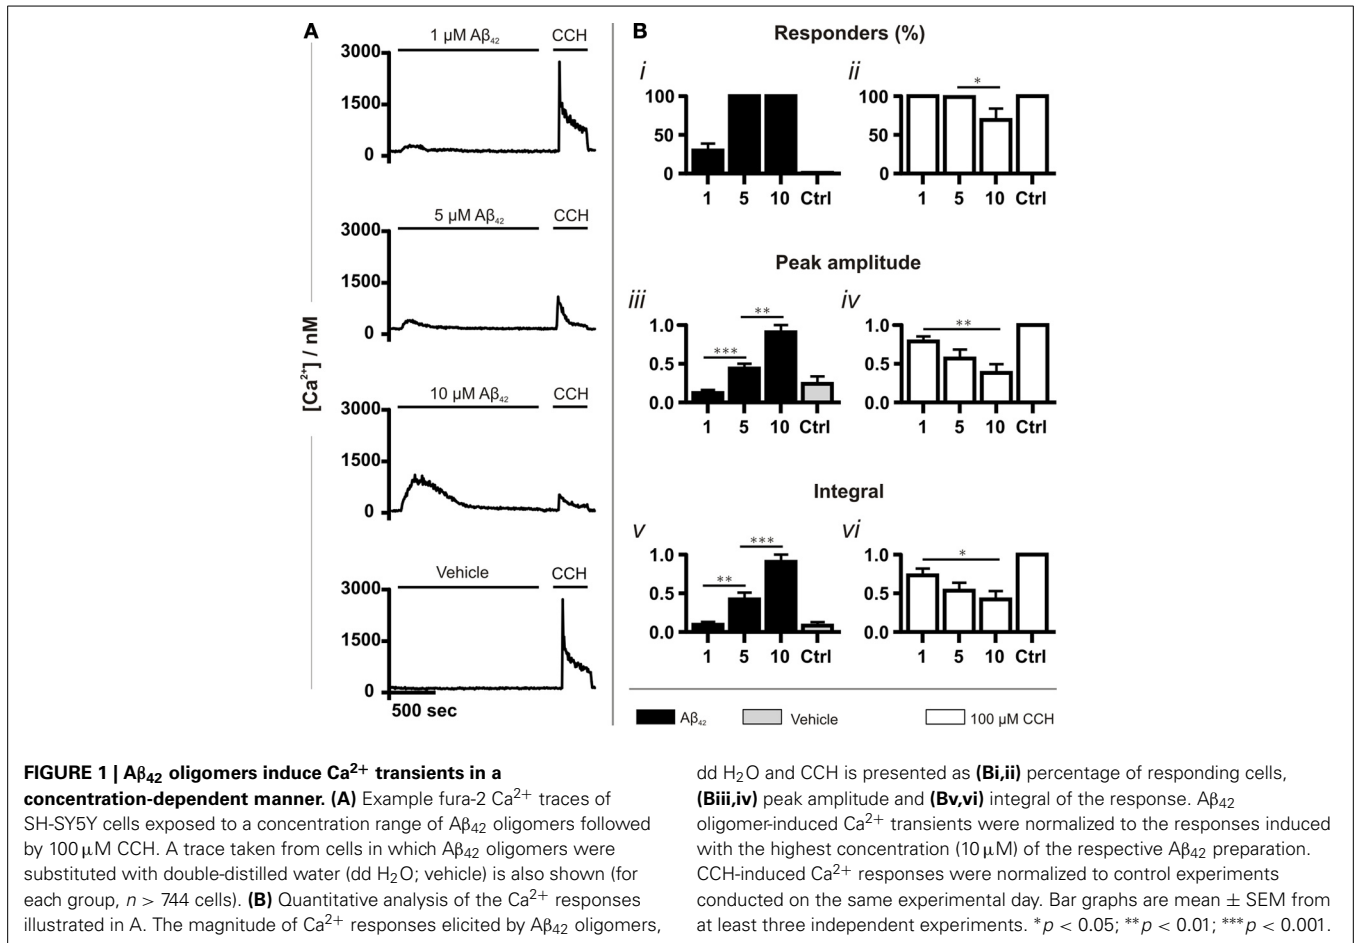 A
1 µM Aβ₄₂ CCH
3000
1500
0
5 µM Aβ₄₂ CCH
3000
1500
0
[Ca²⁺] / nM
10 µM Aβ₄₂ CCH
3000
1500
0
Vehicle CCH
3000
1500
0
500 sec
B
Responders (%)
i
100
50
0
1 5 10 Ctrl
ii
*
100
50
0
1 5 10 Ctrl
Peak amplitude
iii
** 
***
1.0
0.5
0.0
1 5 10 Ctrl
iv
**
1.0
0.5
0.0
1 5 10 Ctrl
Integral
v
***
**
1.0
0.5
0.0
1 5 10 Ctrl
vi
*
1.0
0.5
0.0
1 5 10 Ctrl
Aβ₄₂ Vehicle 100 µM CCH
FIGURE 1 | Aβ₄₂ oligomers induce Ca²⁺ transients in a
concentration-dependent manner. (A) Example fura-2 Ca²⁺ traces of
SH-SY5Y cells exposed to a concentration range of Aβ₄₂ oligomers followed
by 100 µM CCH. A trace taken from cells in which Aβ₄₂ oligomers were
substituted with double-distilled water (dd H₂O; vehicle) is also shown (for
each group, n > 744 cells). (B) Quantitative analysis of the Ca²⁺ responses
illustrated in A. The magnitude of Ca²⁺ responses elicited by Aβ₄₂ oligomers,
dd H₂O and CCH is presented as (Bi,ii) percentage of responding cells,
(Biii,iv) peak amplitude and (Bv,vi) integral of the response. Aβ₄₂
oligomer-induced Ca²⁺ transients were normalized to the responses induced
with the highest concentration (10 µM) of the respective Aβ₄₂ preparation.
CCH-induced Ca²⁺ responses were normalized to control experiments
conducted on the same experimental day. Bar graphs are mean ± SEM from
at least three independent experiments. *p < 0.05; **p < 0.01; ***p < 0.001.